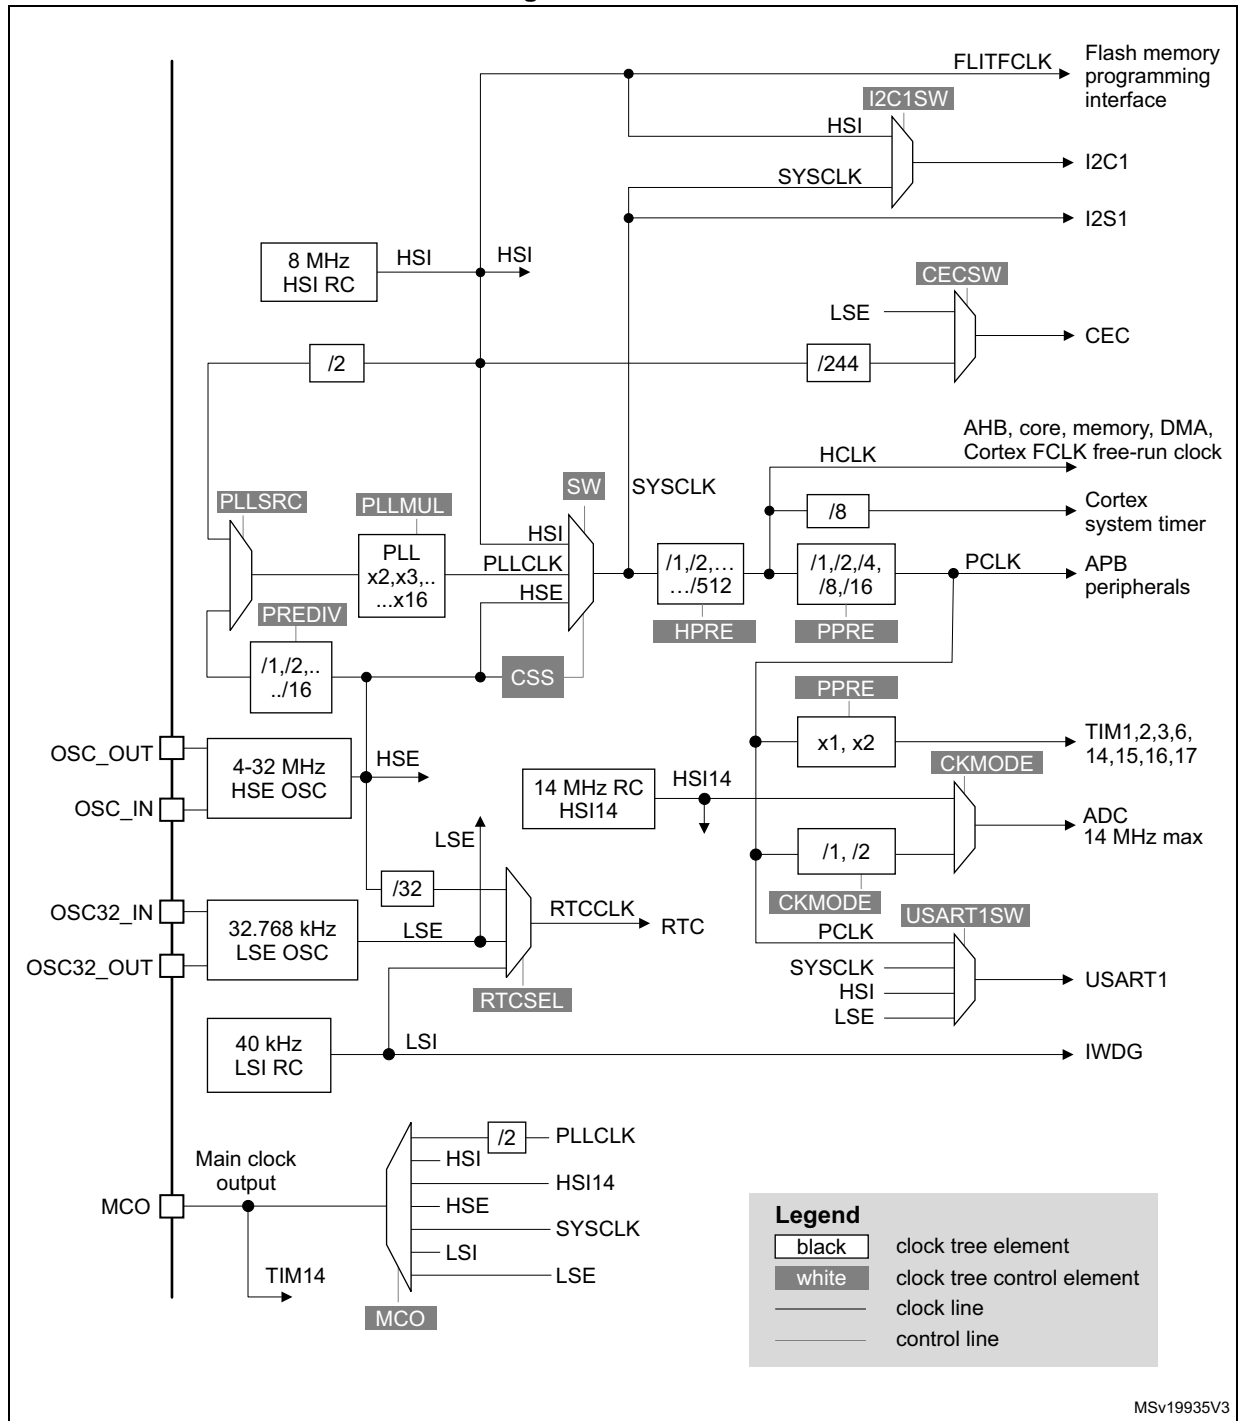 FLITFCLK
Flash memory
programming
interface
I2C1SW
HSI
I2C1
SYSCLK
I2S1
8 MHz
HSI RC
HSI
HSI
CECSW
LSE
CEC
/2
/244
AHB, core, memory, DMA,
Cortex FCLK free-run clock
HCLK
SW
SYSCLK
PLLSRC
PLLMUL
/8
Cortex
system timer
HSI
PLL
x2,x3,..
...x16
PLLCLK
HSE
/1,/2,…
…/512
/1,/2,/4,
/8,/16
PCLK
APB
peripherals
PREDIV
HPRE
PPRE
/1,/2,..
../16
CSS
PPRE
OSC_OUT
4-32 MHz
HSE OSC
HSE
x1, x2
TIM1,2,3,6,
14,15,16,17
OSC_IN
14 MHz RC
HSI14
HSI14
CKMODE
ADC
14 MHz max
LSE
/1, /2
/32
CKMODE
OSC32_IN
32.768 kHz
LSE OSC
LSE
RTCCLK
RTC
USART1SW
PCLK
OSC32_OUT
SYSCLK
HSI
LSE
USART1
RTCSEL
40 kHz
LSI RC
LSI
IWDG
/2
PLLCLK
HSI
HSI14
HSE
SYSCLK
LSI
LSE
Main clock
output
MCO
TIM14
MCO
Legend
black
clock tree element
white
clock tree control element
clock line
control line
MSv19935V3